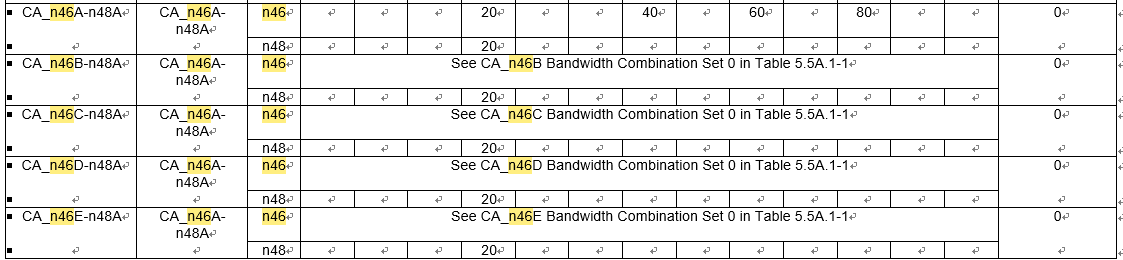 CA_n46A-n48A CA_n46A-n48A n46 20 40 60 80 0
n48 20
CA_n46B-n48A CA_n46A-n48A n46 See CA_n46B Bandwidth Combination Set 0 in Table 5.5A.1-1 0
n48 20
CA_n46C-n48A CA_n46A-n48A n46 See CA_n46C Bandwidth Combination Set 0 in Table 5.5A.1-1 0
n48 20
CA_n46D-n48A CA_n46A-n48A n46 See CA_n46D Bandwidth Combination Set 0 in Table 5.5A.1-1 0
n48 20
CA_n46E-n48A CA_n46A-n48A n46 See CA_n46E Bandwidth Combination Set 0 in Table 5.5A.1-1 0
n48 20